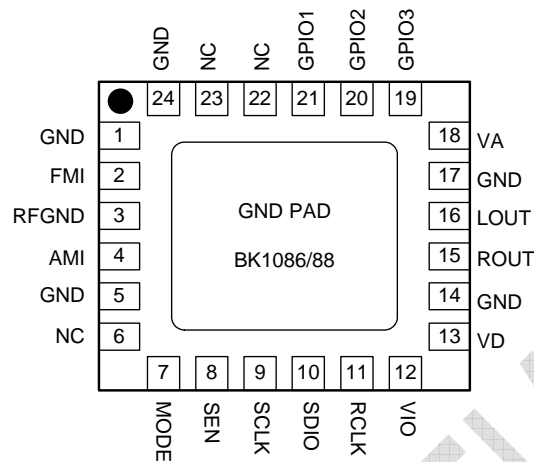 GND NC NC GPIO1 GPIO2 GPIO3
24 23 22 21 20 19
GND 1 18 VA
FMI 2 17 GND
RFGND 3 GND PAD 16 LOUT
AMI 4 BK1086/88 15 ROUT
GND 5 14 GND
NC 6 13 VD
7 8 9 10 11 12
MODE SEN SCLK SDIO RCLK VIO